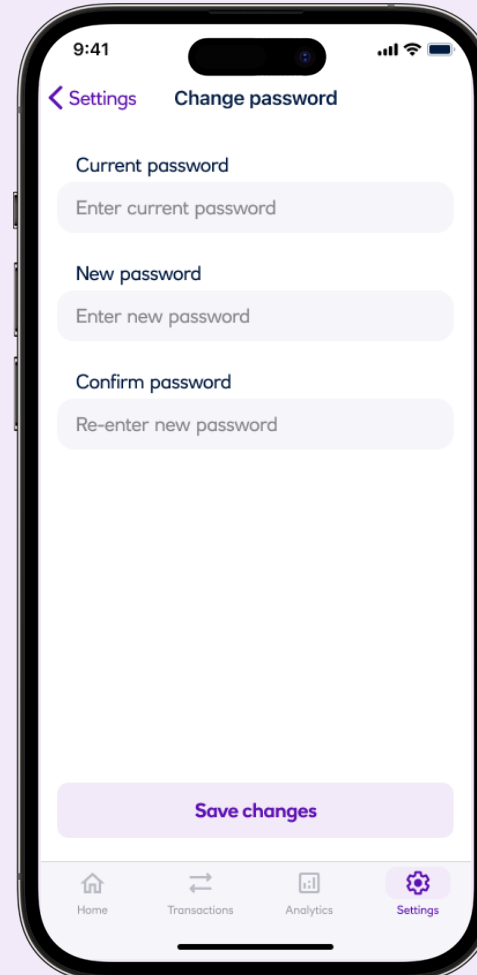 9:41
Settings Change password
Current password
Enter current password
New password
Enter new password
Confirm password
Re-enter new password
Save changes
Home Transactions Analytics Settings